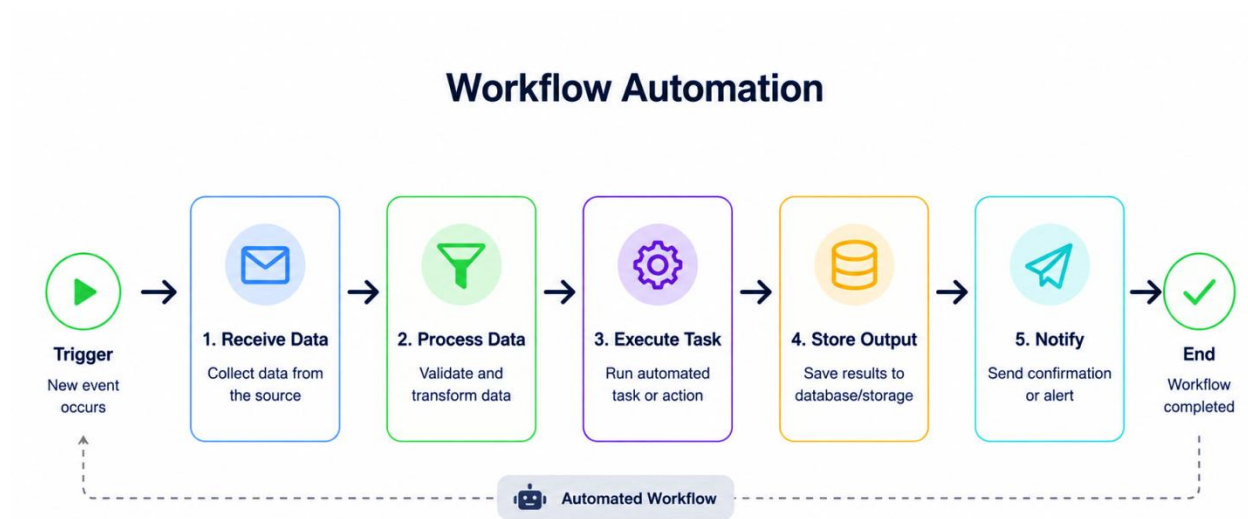 Workflow Automation
Trigger
New event
occurs
1. Receive Data
Collect data from
the source
2. Process Data
Validate and
transform data
3. Execute Task
Run automated
task or action
4. Store Output
Save results to
database/storage
5. Notify
Send confirmation
or alert
End
Workflow
completed
Automated Workflow